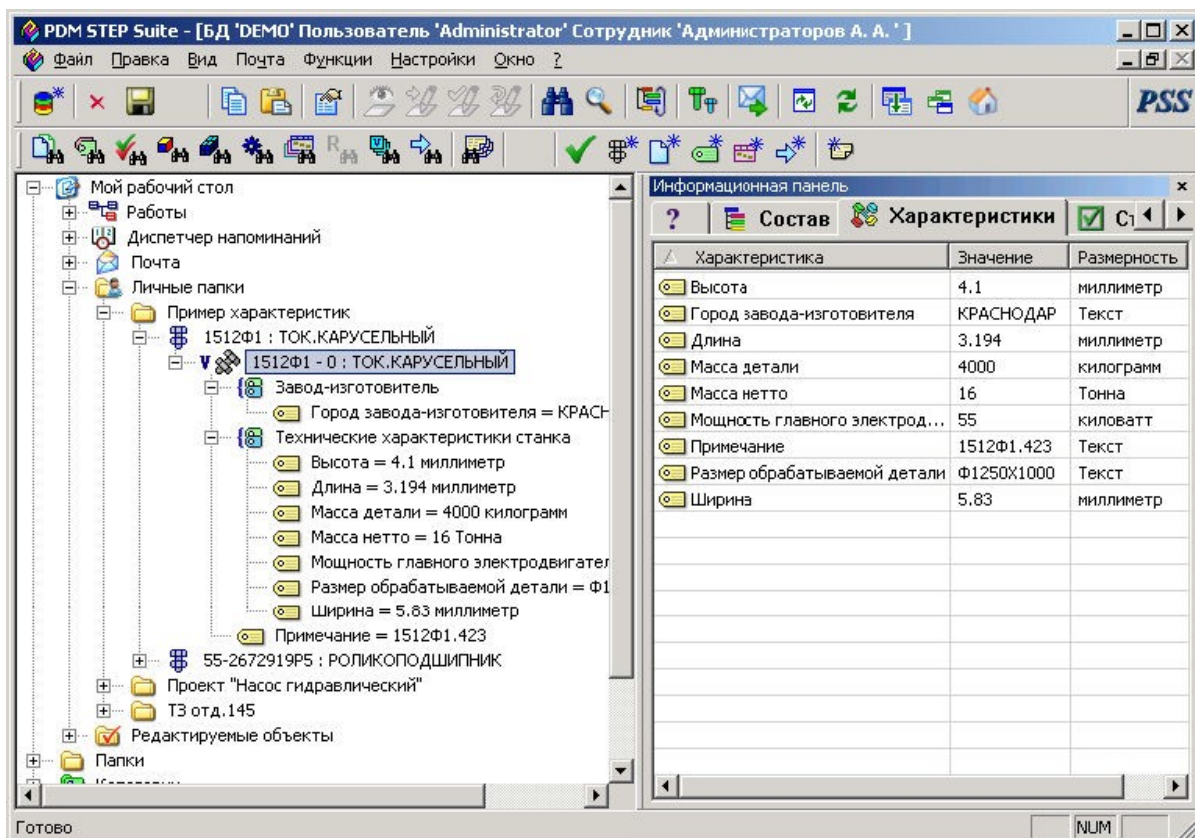 PDM STEP Suite - [БД 'DEMO' Пользователь 'Administrator' Сотрудник 'Администраторов А. А. ' ]
Файл Правка Вид Почта Функции Настройки Окно ?
PSS
Мой рабочий стол
Работы
Диспетчер напоминаний
Почта
Личные папки
Пример характеристик
1512Ф1 : ТОК.КАРУСЕЛЬНЫЙ
V 1512Ф1 - 0 : ТОК.КАРУСЕЛЬНЫЙ
Завод-изготовитель
Город завода-изготовителя = КРАСН
Технические характеристики станка
Высота = 4.1 миллиметр
Длина = 3.194 миллиметр
Масса детали = 4000 килограмм
Масса нетто = 16 Тонна
Мощность главного электродвигател
Размер обрабатываемой детали = Ф1
Ширина = 5.83 миллиметр
Примечание = 1512Ф1.423
55-2672919Р5 : РОЛИКОПОДШИПНИК
Проект "Насос гидравлический"
ТЗ отд.145
Редактируемые объекты
Папки
Информационная панель
? Состав Характеристики Ст
Характеристика Значение Размерность
Высота 4.1 миллиметр
Город завода-изготовителя КРАСНОДАР Текст
Длина 3.194 миллиметр
Масса детали 4000 килограмм
Масса нетто 16 Тонна
Мощность главного электрод... 55 киловатт
Примечание 1512Ф1.423 Текст
Размер обрабатываемой детали Ф1250Х1000 Текст
Ширина 5.83 миллиметр
Готово NUM